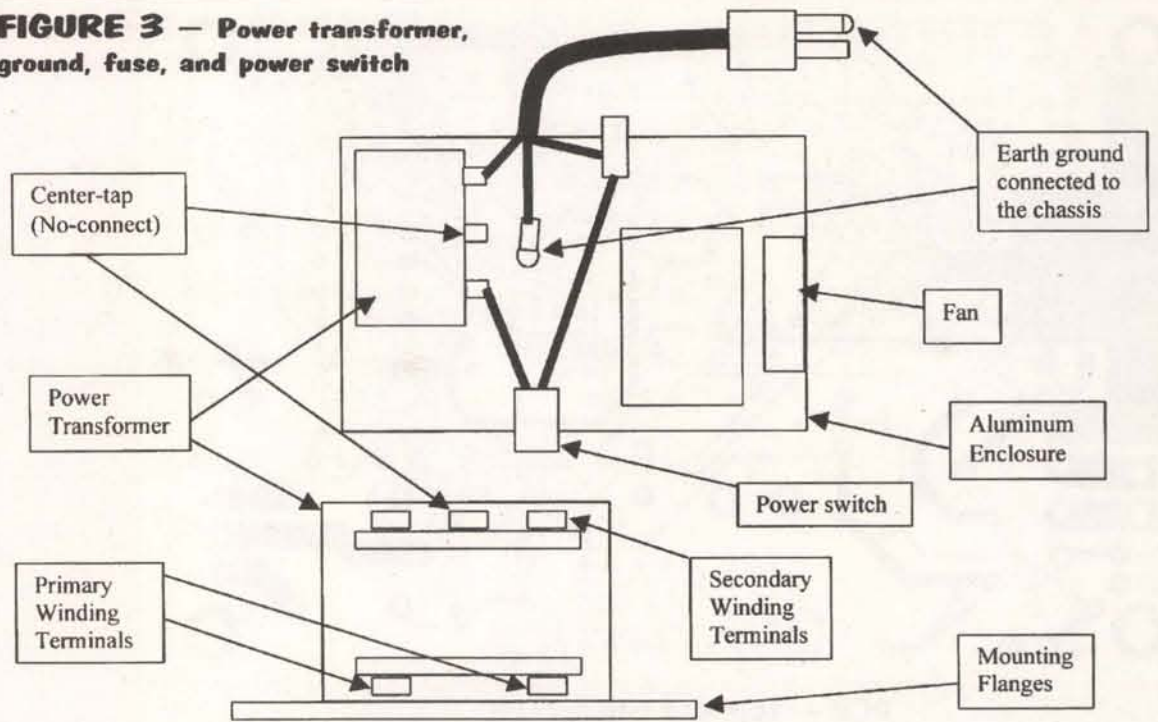 FIGURE 3 — Power transformer,
ground, fuse, and power switch
Earth ground
connected to
the chassis
Center-tap
(No-connect)
Fan
Power
Transformer
Aluminum
Enclosure
Power switch
Primary
Winding
Terminals
Secondary
Winding
Terminals
Mounting
Flanges